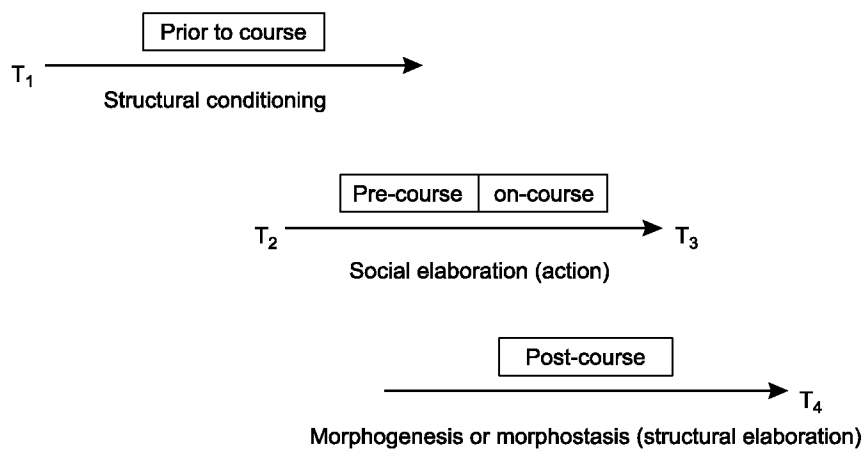 Prior to course
T₁
Structural conditioning
Pre-course on-course
T₂ T₃
Social elaboration (action)
Post-course
T₄
Morphogenesis or morphostasis (structural elaboration)